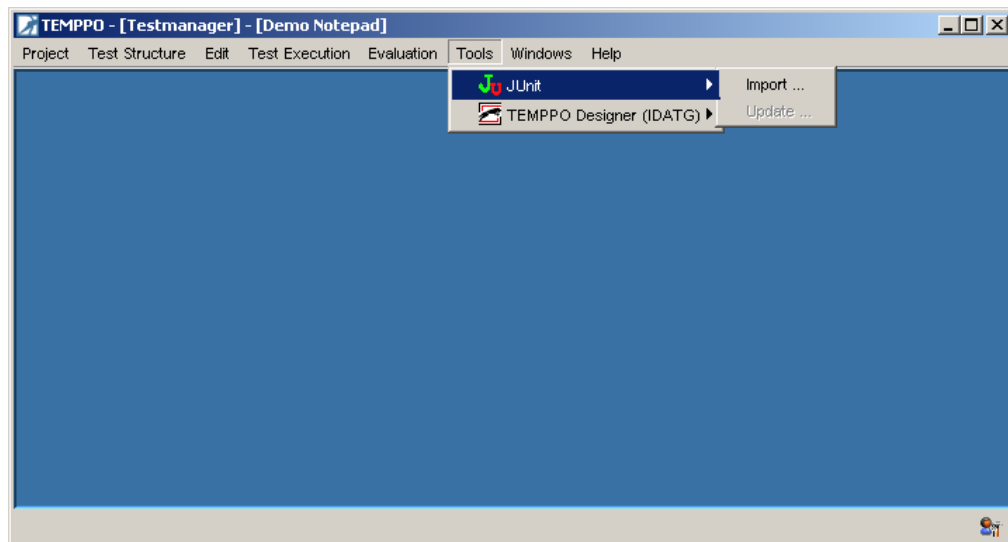 TEMPPO - [Testmanager] - [Demo Notepad]
Project Test Structure Edit Test Execution Evaluation Tools Windows Help
JUnit Import ...
TEMPPO Designer (IDATG) Update ...